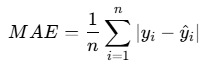 MAE = \frac{1}{n} \sum_{i=1}^{n} |y_i - \hat{y}_i|